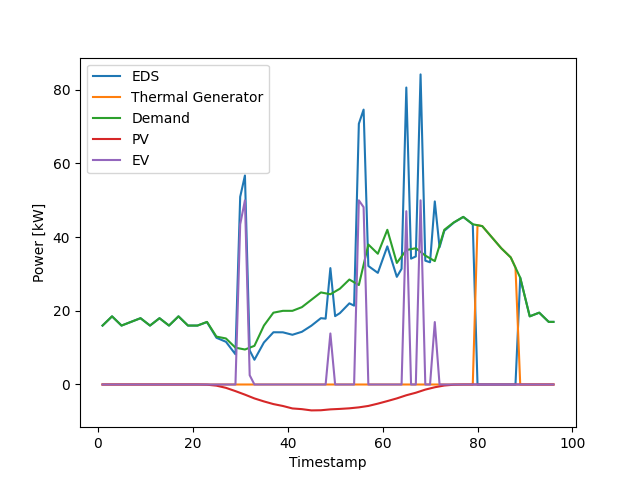 EDS
Thermal Generator
Demand
PV
EV
80
60
40
20
0
Power [kW]
0 20 40 60 80 100
Timestamp